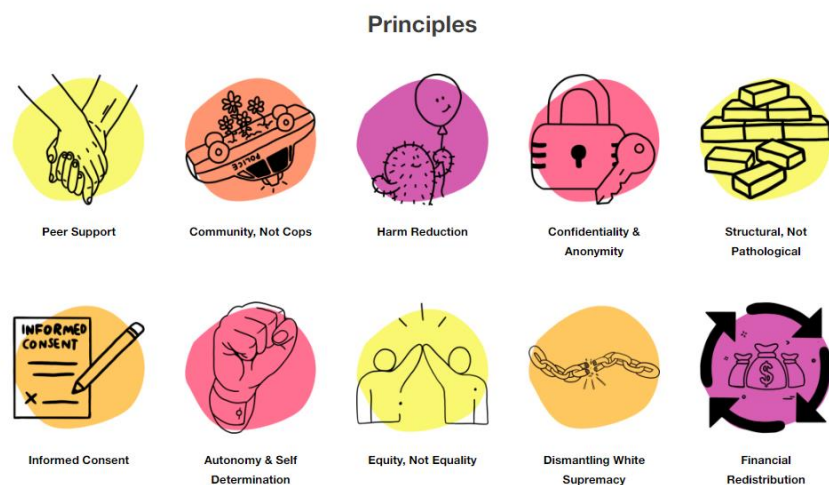 Principles
POLICE
Peer Support
Community, Not Cops
Harm Reduction
Confidentiality &
Anonymity
Structural, Not
Pathological
INFORMED
CONSENT
X
$
Informed Consent
Autonomy & Self
Determination
Equity, Not Equality
Dismantling White
Supremacy
Financial
Redistribution